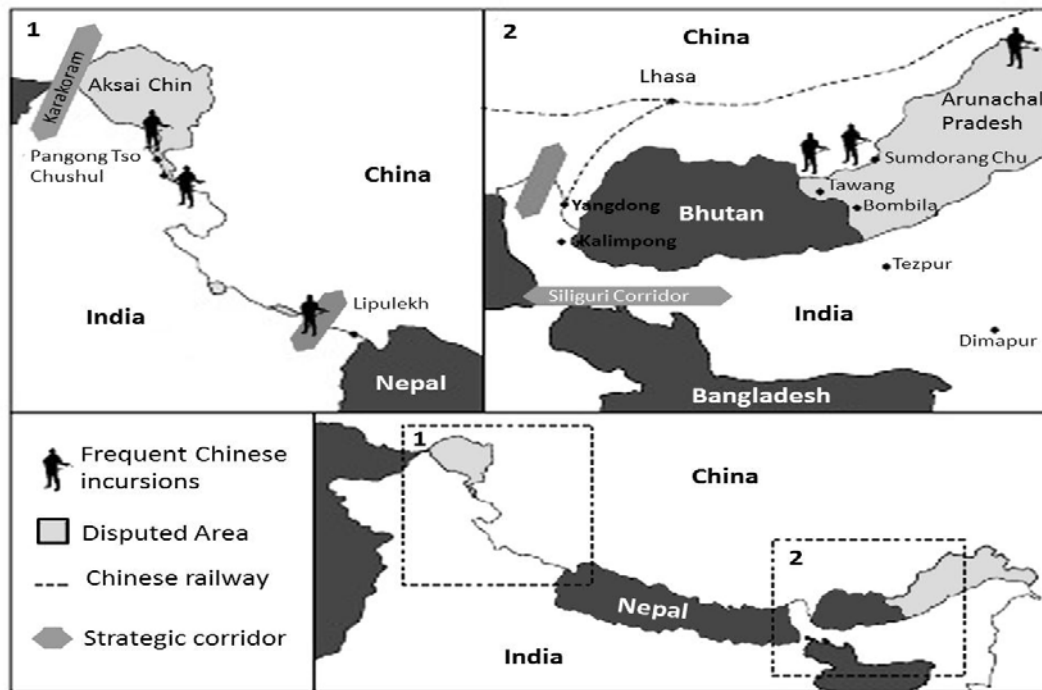 1
Karakoram
Aksai Chin
Pangong Tso
Chushul
China
India
Lipulekh
Nepal
2
China
Lhasa
Arunachal
Pradesh
Sumdorang Chu
Tawang
Bombila
Yangdong
Bhutan
Kalimpong
Tezpur
Siliguri Corridor
India
Dimapur
Bangladesh
Frequent Chinese
incursions
Disputed Area
Chinese railway
Strategic corridor
1
China
2
Nepal
India